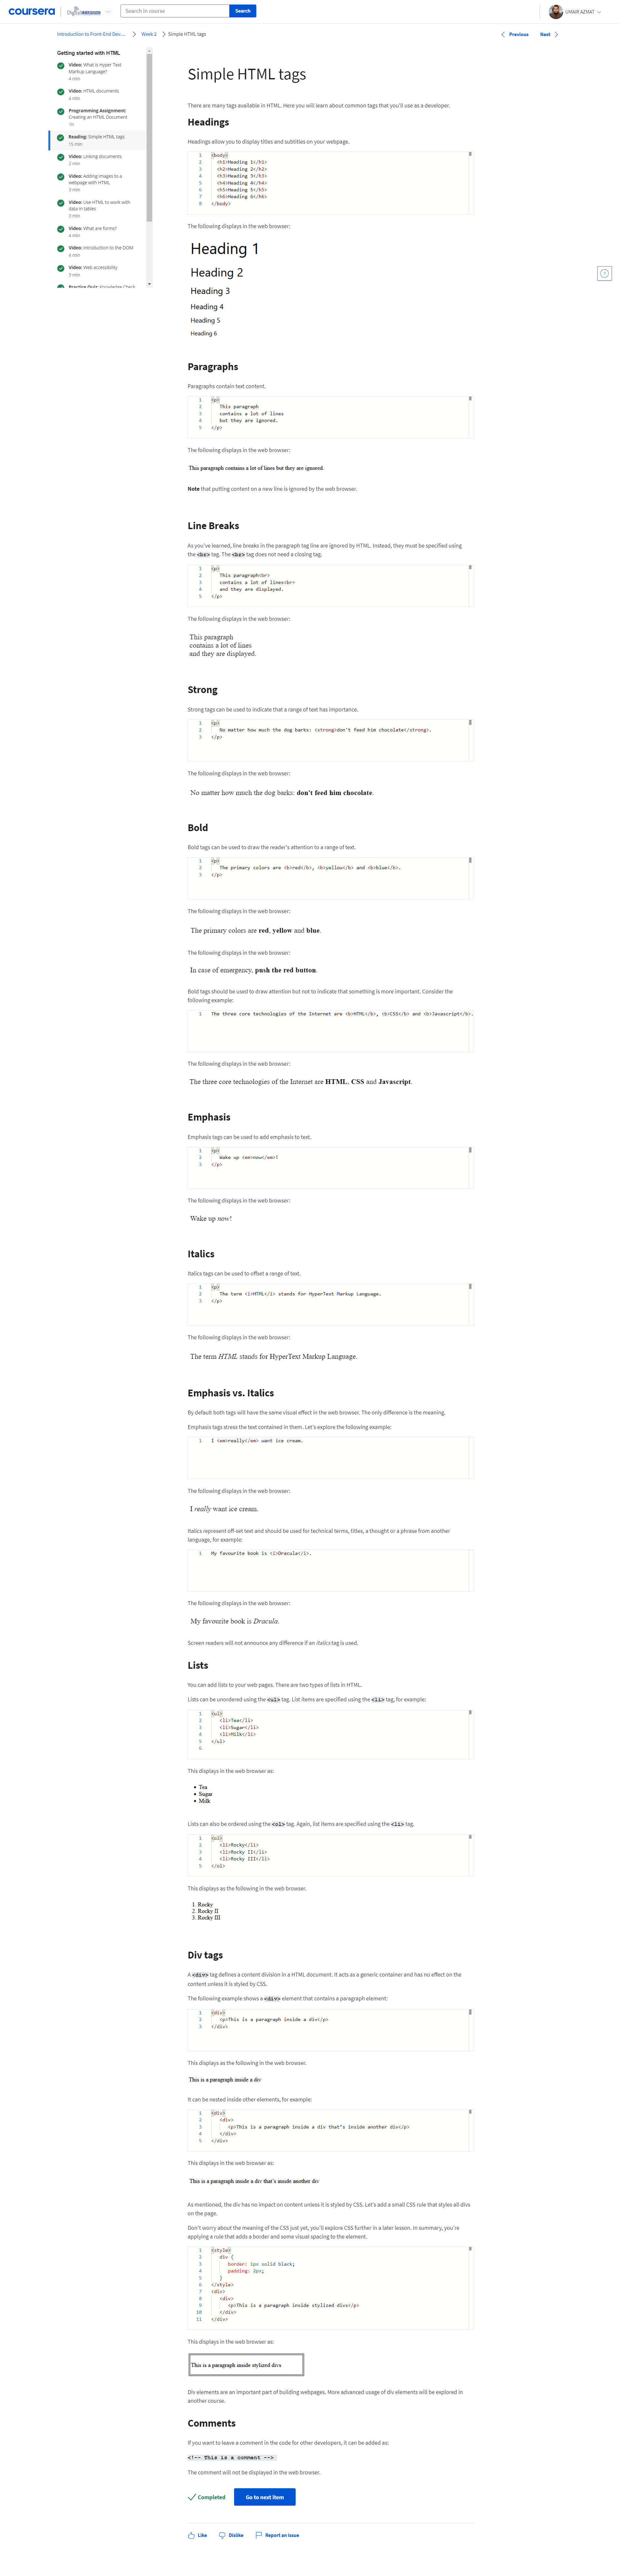 coursera
Search in course
Search
UMAIR AZMAT
Introduction to Front-End Dev…
Week 2
Simple HTML tags
Previous
Next
Getting started with HTML
Video: What is Hyper Text
Markup Language?
4 min
Video: HTML documents
4 min
Programming Assignment:
Creating an HTML Document
1h
Reading: Simple HTML tags
15 min
Video: Linking documents
2 min
Video: Adding images to a
webpage with HTML
3 min
Video: Use HTML to work with
data in tables
3 min
Video: What are forms?
4 min
Video: Introduction to the DOM
4 min
Video: Web accessibility
3 min
Practice Quiz: Knowledge Check
Simple HTML tags
There are many tags available in HTML. Here you will learn about common tags that you'll use as a developer.
Headings
Headings allow you to display titles and subtitles on your webpage.
1 <body>
2 <h1>Heading 1</h1>
3 <h2>Heading 2</h2>
4 <h3>Heading 3</h3>
5 <h4>Heading 4</h4>
6 <h5>Heading 5</h5>
7 <h6>Heading 6</h6>
8 </body>
The following displays in the web browser:
Heading 1
Heading 2
Heading 3
Heading 4
Heading 5
Heading 6
Paragraphs
Paragraphs contain text content.
1 <p>
2 This paragraph
3 contains a lot of lines
4 but they are ignored.
5 </p>
The following displays in the web browser:
This paragraph contains a lot of lines but they are ignored.
Note that putting content on a new line is ignored by the web browser.
Line Breaks
As you've learned, line breaks in the paragraph tag line are ignored by HTML. Instead, they must be specified using
the <br> tag. The <br> tag does not need a closing tag.
1 <p>
2 This paragraph<br>
3 contains a lot of lines<br>
4 and they are displayed.
5 </p>
The following displays in the web browser:
This paragraph
contains a lot of lines
and they are displayed.
Strong
Strong tags can be used to indicate that a range of text has importance.
1 <p>
2 No matter how much the dog barks: <strong>don't feed him chocolate</strong>.
3 </p>
The following displays in the web browser:
No matter how much the dog barks: don't feed him chocolate.
Bold
Bold tags can be used to draw the reader's attention to a range of text.
1 <p>
2 The primary colors are <b>red</b>, <b>yellow</b> and <b>blue</b>.
3 </p>
The following displays in the web browser:
The primary colors are red, yellow and blue.
The following displays in the web browser:
In case of emergency, push the red button.
Bold tags should be used to draw attention but not to indicate that something is more important. Consider the
following example:
1 The three core technologies of the Internet are <b>HTML</b>, <b>CSS</b> and <b>Javascript</b>.
The following displays in the web browser:
The three core technologies of the Internet are HTML, CSS and Javascript.
Emphasis
Emphasis tags can be used to add emphasis to text.
1 <p>
2 Wake up <em>now</em>!
3 </p>
The following displays in the web browser:
Wake up now!
Italics
Italics tags can be used to offset a range of text.
1 <p>
2 The term <i>HTML</i> stands for HyperText Markup Language.
3 </p>
The following displays in the web browser:
The term HTML stands for HyperText Markup Language.
Emphasis vs. Italics
By default both tags will have the same visual effect in the web browser. The only difference is the meaning.
Emphasis tags stress the text contained in them. Let's explore the following example:
1 I <em>really</em> want ice cream.
The following displays in the web browser:
I really want ice cream.
Italics represent off-set text and should be used for technical terms, titles, a thought or a phrase from another
language, for example:
1 My favourite book is <i>Dracula</i>.
The following displays in the web browser:
My favourite book is Dracula.
Screen readers will not announce any difference if an italics tag is used.
Lists
You can add lists to your web pages. There are two types of lists in HTML.
Lists can be unordered using the <ul> tag. List items are specified using the <li> tag, for example:
1 <ul>
2 <li>Tea</li>
3 <li>Sugar</li>
4 <li>Milk</li>
5 </ul>
6
This displays in the web browser as:
• Tea
• Sugar
• Milk
Lists can also be ordered using the <ol> tag. Again, list items are specified using the <li> tag.
1 <ol>
2 <li>Rocky</li>
3 <li>Rocky II</li>
4 <li>Rocky III</li>
5 </ol>
This displays as the following in the web browser.
1. Rocky
2. Rocky II
3. Rocky III
Div tags
A <div> tag defines a content division in a HTML document. It acts as a generic container and has no effect on the
content unless it is styled by CSS.
The following example shows a <div> element that contains a paragraph element:
1 <div>
2 <p>This is a paragraph inside a div</p>
3 </div>
This displays as the following in the web browser.
This is a paragraph inside a div
It can be nested inside other elements, for example:
1 <div>
2 <div>
3 <p>This is a paragraph inside a div that's inside another div</p>
4 </div>
5 </div>
This displays in the web browser as:
This is a paragraph inside a div that's inside another div
As mentioned, the div has no impact on content unless it is styled by CSS. Let's add a small CSS rule that styles all divs
on the page.
Don't worry about the meaning of the CSS just yet, you'll explore CSS further in a later lesson. In summary, you're
applying a rule that adds a border and some visual spacing to the element.
1 <style>
2 div {
3 border: 1px solid black;
4 padding: 2px;
5 }
6 </style>
7 <div>
8 <div>
9 <p>This is a paragraph inside stylized divs</p>
10 </div>
11 </div>
This displays in the web browser as:
This is a paragraph inside stylized divs
Div elements are an important part of building webpages. More advanced usage of div elements will be explored in
another course.
Comments
If you want to leave a comment in the code for other developers, it can be added as:
<!-- This is a comment -->
The comment will not be displayed in the web browser.
Completed
Go to next item
Like
Dislike
Report an issue